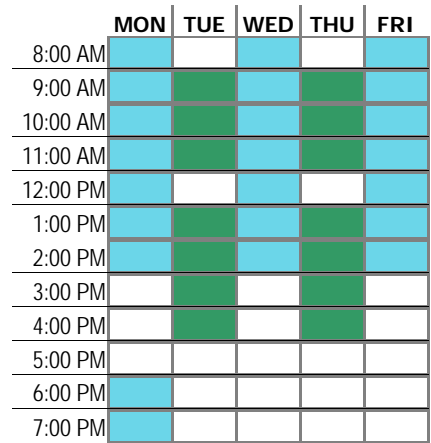 MON TUE WED THU FRI
8:00 AM
9:00 AM
10:00 AM
11:00 AM
12:00 PM
1:00 PM
2:00 PM
3:00 PM
4:00 PM
5:00 PM
6:00 PM
7:00 PM